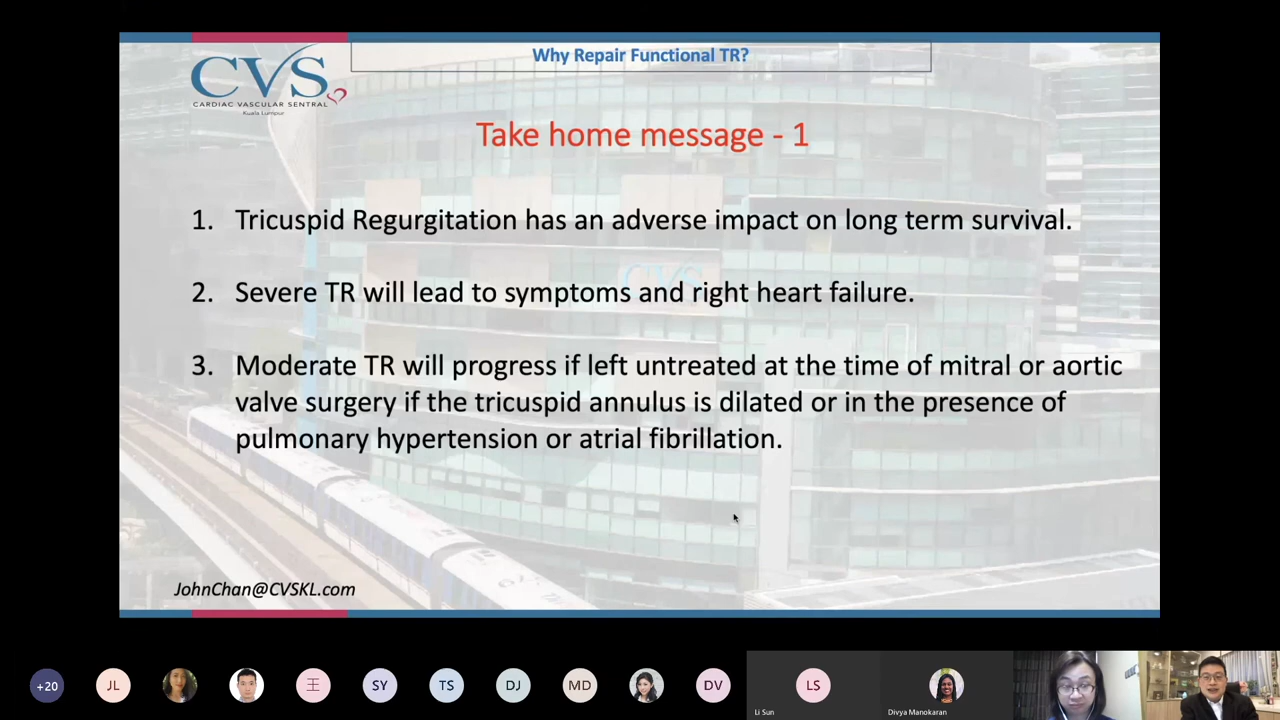 Why Repair Functional TR?
CVS
CARDIAC VASCULAR SENTRAL
Kuala Lumpur
Take home message - 1
1. Tricuspid Regurgitation has an adverse impact on long term survival.
2. Severe TR will lead to symptoms and right heart failure.
3. Moderate TR will progress if left untreated at the time of mitral or aortic
valve surgery if the tricuspid annulus is dilated or in the presence of
pulmonary hypertension or atrial fibrillation.
CVS
JohnChan@CVSKL.com
+20
JL
王
SY
TS
DJ
MD
DV
LS
Li Sun
Divya Manokaran